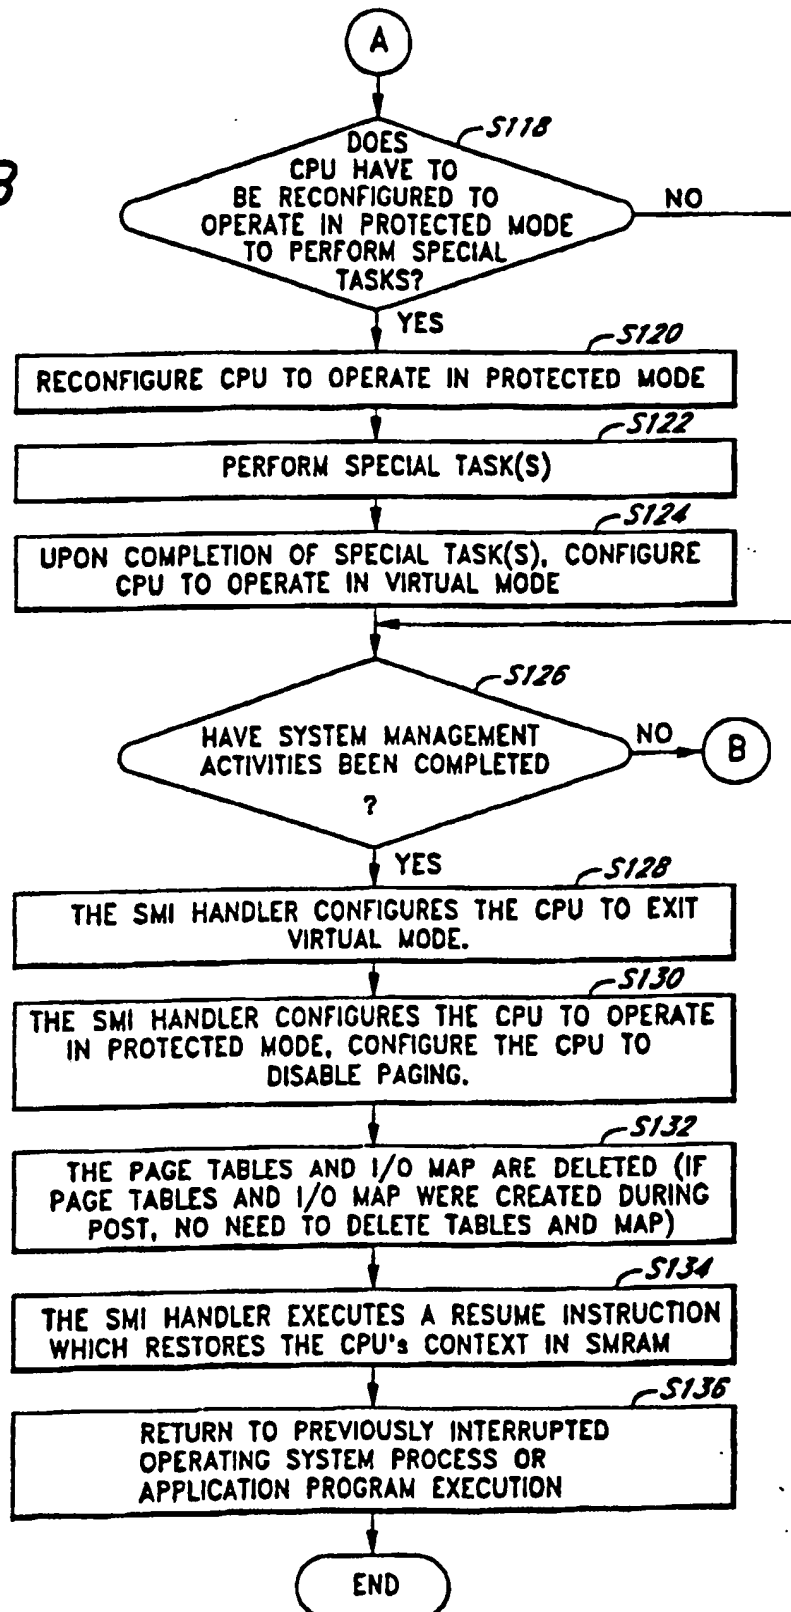 A
S118
DOES
CPU HAVE TO
BE RECONFIGURED TO
OPERATE IN PROTECTED MODE
TO PERFORM SPECIAL
TASKS?
NO
YES
S120
RECONFIGURE CPU TO OPERATE IN PROTECTED MODE
S122
PERFORM SPECIAL TASK(S)
S124
UPON COMPLETION OF SPECIAL TASK(S), CONFIGURE
CPU TO OPERATE IN VIRTUAL MODE
S126
HAVE SYSTEM MANAGEMENT
ACTIVITIES BEEN COMPLETED
?
NO
B
YES
S128
THE SMI HANDLER CONFIGURES THE CPU TO EXIT
VIRTUAL MODE.
S130
THE SMI HANDLER CONFIGURES THE CPU TO OPERATE
IN PROTECTED MODE, CONFIGURE THE CPU TO
DISABLE PAGING.
S132
THE PAGE TABLES AND I/O MAP ARE DELETED (IF
PAGE TABLES AND I/O MAP WERE CREATED DURING
POST, NO NEED TO DELETE TABLES AND MAP)
S134
THE SMI HANDLER EXECUTES A RESUME INSTRUCTION
WHICH RESTORES THE CPU's CONTEXT IN SMRAM
S136
RETURN TO PREVIOUSLY INTERRUPTED
OPERATING SYSTEM PROCESS OR
APPLICATION PROGRAM EXECUTION
END